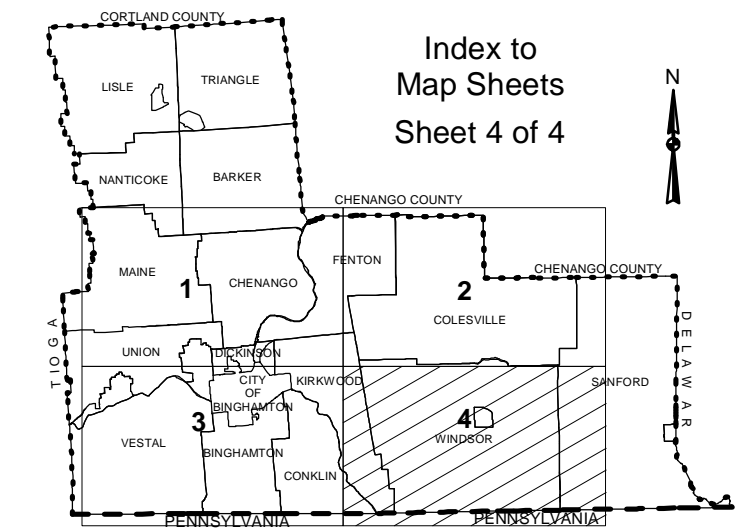 CORTLAND COUNTY
Index to
Map Sheets
Sheet 4 of 4
N
LISLE
TRIANGLE
NANTICOKE
BARKER
CHENANGO COUNTY
MAINE
1
CHENANGO
FENTON
2
CHENANGO COUNTY
COLESVILLE
TIOGA
DELAWAR
UNION
DICKINSON
CITY
OF
BINGHAMTON
KIRKWOOD
SANFORD
3
4
VESTAL
BINGHAMTON
WINDSOR
CONKLIN
PENNSYLVANIA
PENNSYLVANIA